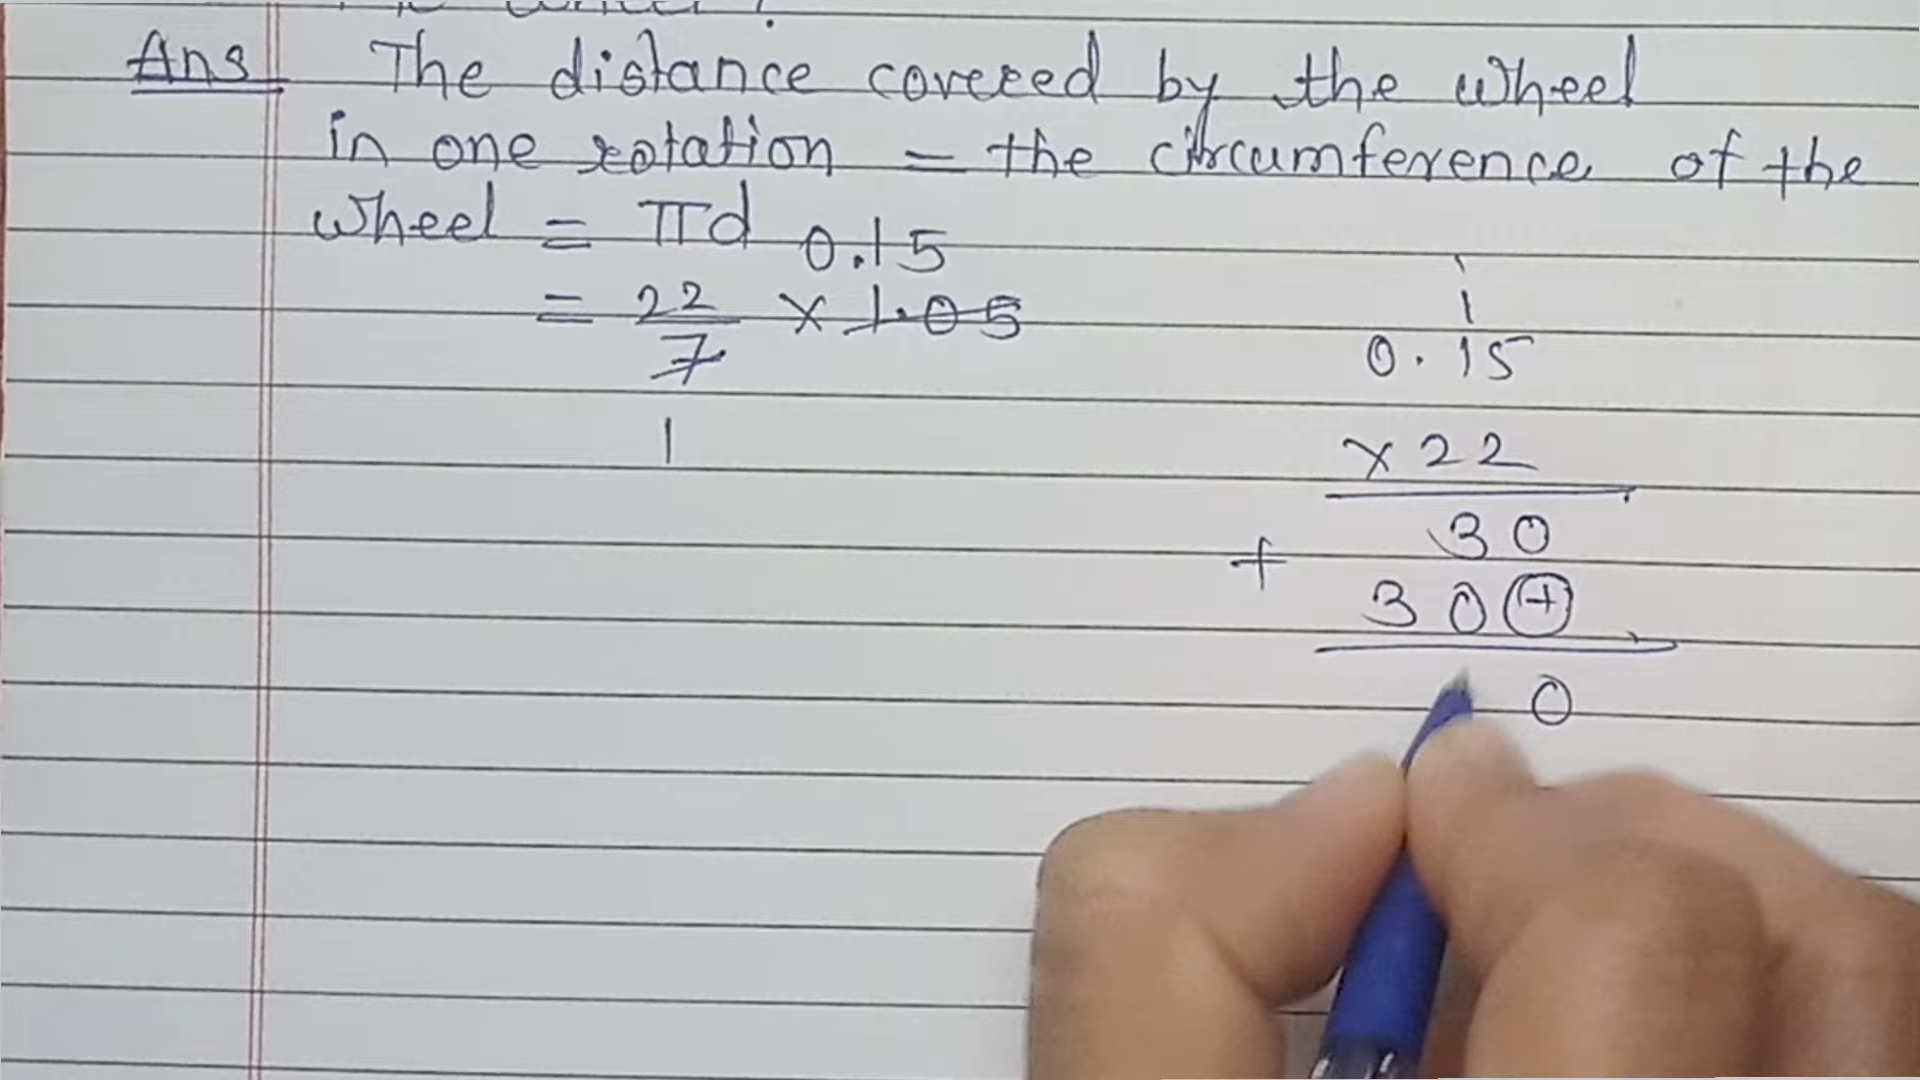 Ans The distance covered by the wheel
in one rotation = the circumference of the
wheel = πd
0.15
= 22/7 × 1.05
1
1
0.15
× 22
30
+ 30+
0